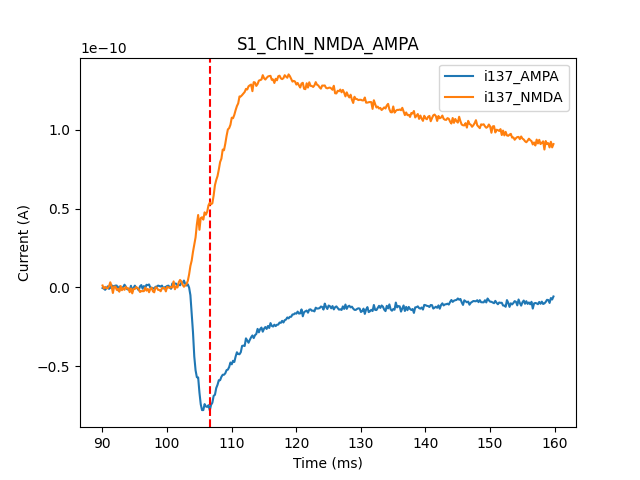 S1_ChIN_NMDA_AMPA
1e−10
i137_AMPA
i137_NMDA
1.0
0.5
0.0
−0.5
Current (A)
90 100 110 120 130 140 150 160
Time (ms)